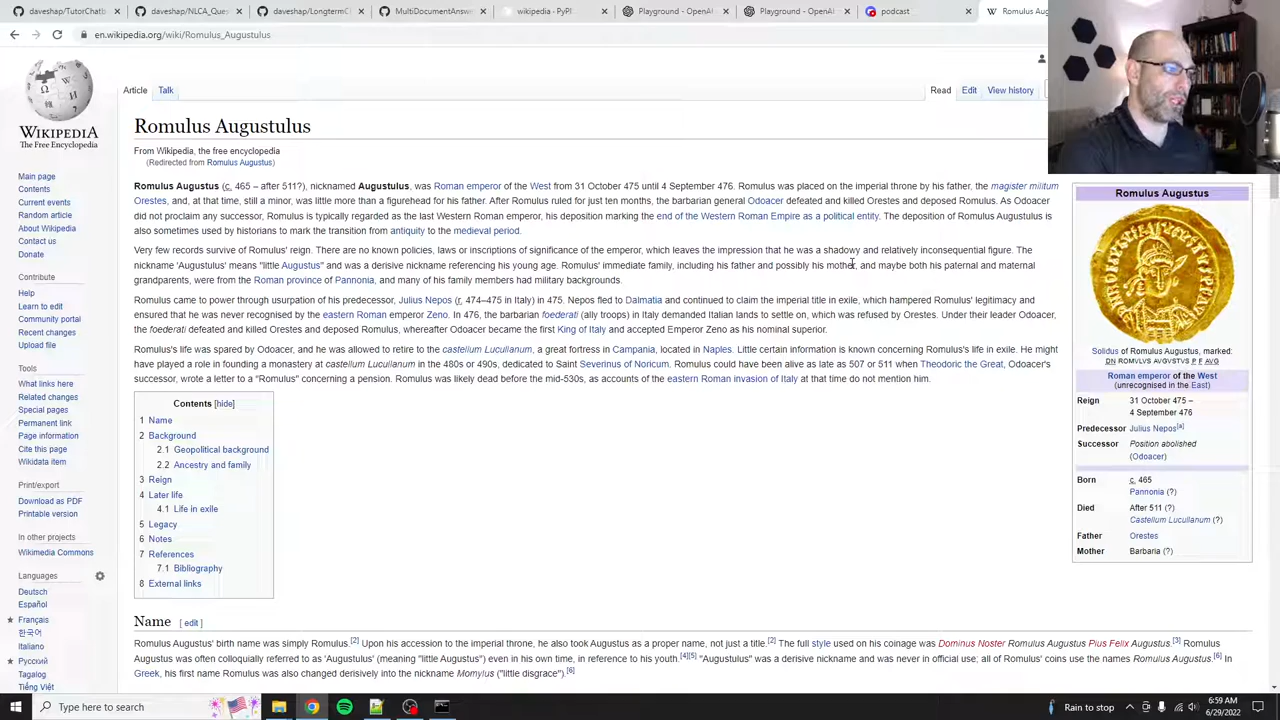 daveshap/TutorChatb
daveshap/NLCA_Ques
daveshap/LongtermC
MultiDocumentAnsw
wikipedia · PyPI
Playground - OpenAI
Playground - OpenAI
podcast
Romulus Aug
en.wikipedia.org/wiki/Romulus_Augustulus
WIKIPEDIA
The Free Encyclopedia
Main page
Contents
Current events
Random article
About Wikipedia
Contact us
Donate
Contribute
Help
Learn to edit
Community portal
Recent changes
Upload file
Tools
What links here
Related changes
Special pages
Permanent link
Page information
Cite this page
Wikidata item
Print/export
Download as PDF
Printable version
In other projects
Wikimedia Commons
Languages
Deutsch
Español
Français
한국어
Italiano
Русский
Tagalog
Tiếng Việt
Article Talk
Read Edit View history
Romulus Augustulus
From Wikipedia, the free encyclopedia
(Redirected from Romulus Augustus)
Romulus Augustus (c. 465 – after 511?), nicknamed Augustulus, was Roman emperor of the West from 31 October 475 until 4 September 476. Romulus was placed on the imperial throne by his father, the magister militum
Orestes, and, at that time, still a minor, was little more than a figurehead for his father. After Romulus ruled for just ten months, the barbarian general Odoacer defeated and killed Orestes and deposed Romulus. As Odoacer
did not proclaim any successor, Romulus is typically regarded as the last Western Roman emperor, his deposition marking the end of the Western Roman Empire as a political entity. The deposition of Romulus Augustulus is
also sometimes used by historians to mark the transition from antiquity to the medieval period.
Very few records survive of Romulus' reign. There are no known policies, laws or inscriptions of significance of the emperor, which leaves the impression that he was a shadowy and relatively inconsequential figure. The
nickname 'Augustulus' means "little Augustus" and was a derisive nickname referencing his young age. Romulus' immediate family, including his father and possibly his mother, and maybe both his paternal and maternal
grandparents, were from the Roman province of Pannonia, and many of his family members had military backgrounds.
Romulus came to power through usurpation of his predecessor, Julius Nepos (r. 474–475 in Italy) in 475. Nepos fled to Dalmatia and continued to claim the imperial title in exile, which hampered Romulus' legitimacy and
ensured that he was never recognised by the eastern Roman emperor Zeno. In 476, the barbarian foederati (ally troops) in Italy demanded Italian lands to settle on, which was refused by Orestes. Under their leader Odoacer,
the foederati defeated and killed Orestes and deposed Romulus, whereafter Odoacer became the first King of Italy and accepted Emperor Zeno as his nominal superior.
Romulus's life was spared by Odoacer, and he was allowed to retire to the castellum Lucullanum, a great fortress in Campania, located in Naples. Little certain information is known concerning Romulus's life in exile. He might
have played a role in founding a monastery at castellum Lucullanum in the 480s or 490s, dedicated to Saint Severinus of Noricum. Romulus could have been alive as late as 507 or 511 when Theodoric the Great, Odoacer's
successor, wrote a letter to a "Romulus" concerning a pension. Romulus was likely dead before the mid-530s, as accounts of the eastern Roman invasion of Italy at that time do not mention him.
Contents [hide]
1 Name
2 Background
2.1 Geopolitical background
2.2 Ancestry and family
3 Reign
4 Later life
4.1 Life in exile
5 Legacy
6 Notes
7 References
7.1 Bibliography
8 External links
Romulus Augustus
Solidus of Romulus Augustus, marked:
DN ROMVLVS AVGVSTVS P F AVG
Roman emperor of the West
(unrecognised in the East)
Reign 31 October 475 –
4 September 476
Predecessor Julius Nepos[a]
Successor Position abolished
(Odoacer)
Born c. 465
Pannonia (?)
Died After 511 (?)
Castellum Lucullanum (?)
Father Orestes
Mother Barbaria (?)
Name [ edit ]
Romulus Augustus' birth name was simply Romulus.[2] Upon his accession to the imperial throne, he also took Augustus as a proper name, not just a title.[2] The full style used on his coinage was Dominus Noster Romulus Augustus Pius Felix Augustus.[3] Romulus
Augustus was often colloquially referred to as 'Augustulus' (meaning "little Augustus") even in his own time, in reference to his youth.[4][5] "Augustulus" was a derisive nickname and was never in official use; all of Romulus' coins use the names Romulus Augustus.[6] In
Greek, his first name Romulus was also changed derisively into the nickname Momylus ("little disgrace").[6]
Type here to search
Rain to stop
6:59 AM
6/29/2022